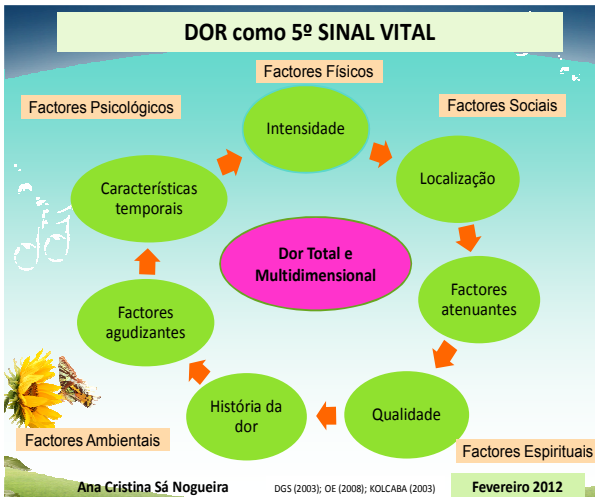 DOR como 5º SINAL VITAL
Factores Físicos
Factores Psicológicos
Factores Sociais
Intensidade
Localização
Características
temporais
Dor Total e
Multidimensional
Factores
atenuantes
Factores
agudizantes
História da
dor
Qualidade
Factores Ambientais
Factores Espirituais
Ana Cristina Sá Nogueira
DGS (2003); OE (2008); KOLCABA (2003)
Fevereiro 2012